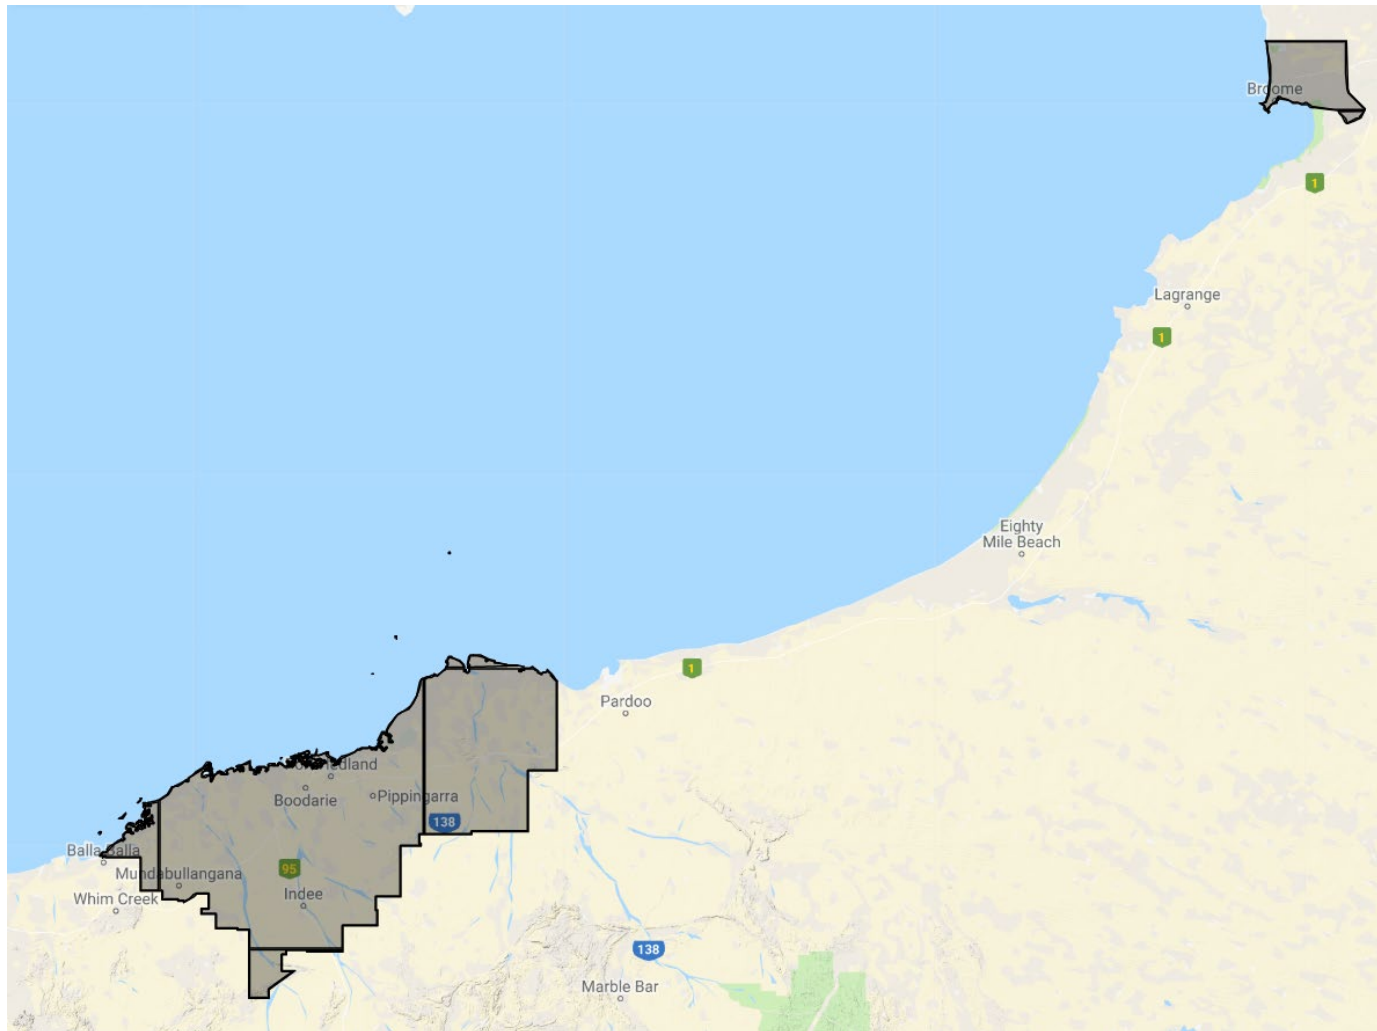 Broome
1
Lagrange
1
Eighty
Mile Beach
1
Pardoo
Boodarie
Pippingarra
138
Balla Balla
95
Mundabullangana
Whim Creek
Indee
138
Marble Bar